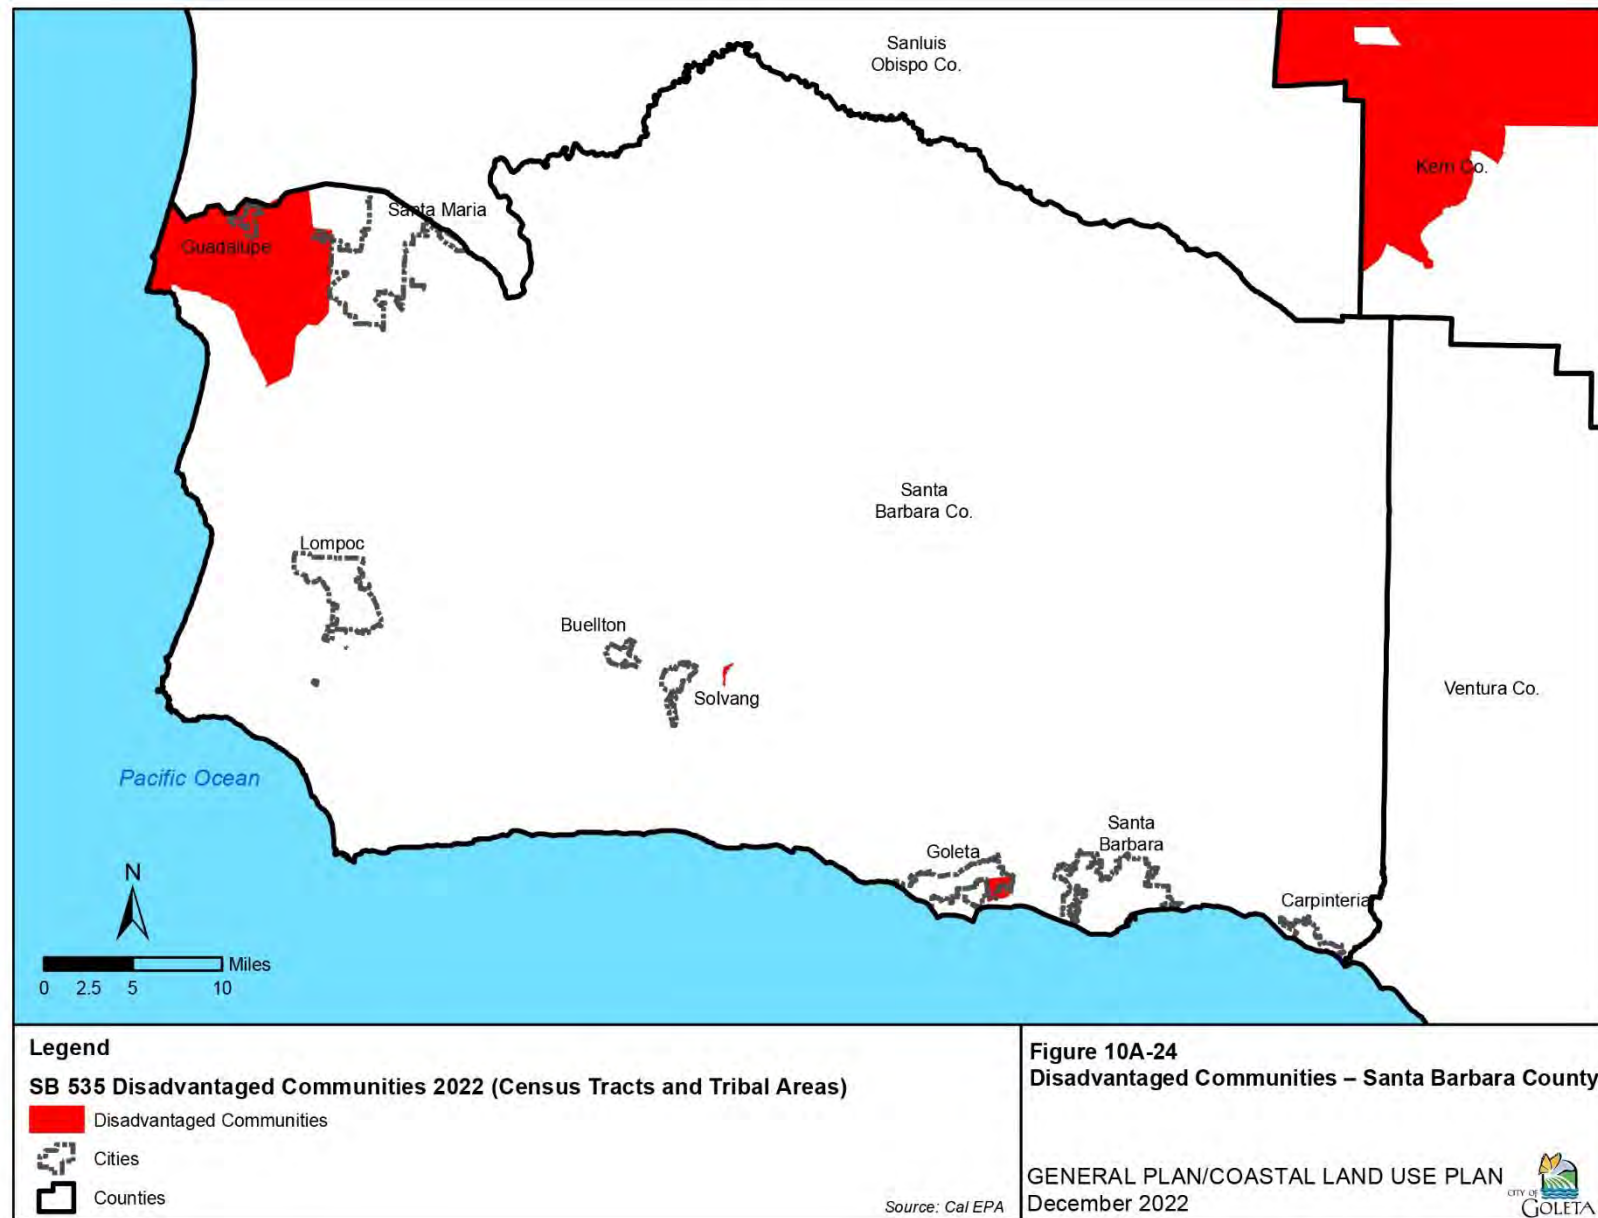 Sanluis
Obispo Co.
Kern Co.
Santa Maria
Guadalupe
Santa
Barbara Co.
Lompoc
Buellton
Solvang
Ventura Co.
Pacific Ocean
Santa
Barbara
Goleta
Carpinteria
N
Miles
0 2.5 5 10
Legend
SB 535 Disadvantaged Communities 2022 (Census Tracts and Tribal Areas)
Disadvantaged Communities
Cities
Counties
Source: Cal EPA
Figure 10A-24
Disadvantaged Communities – Santa Barbara County
GENERAL PLAN/COASTAL LAND USE PLAN
December 2022
CITY OF
GOLETA